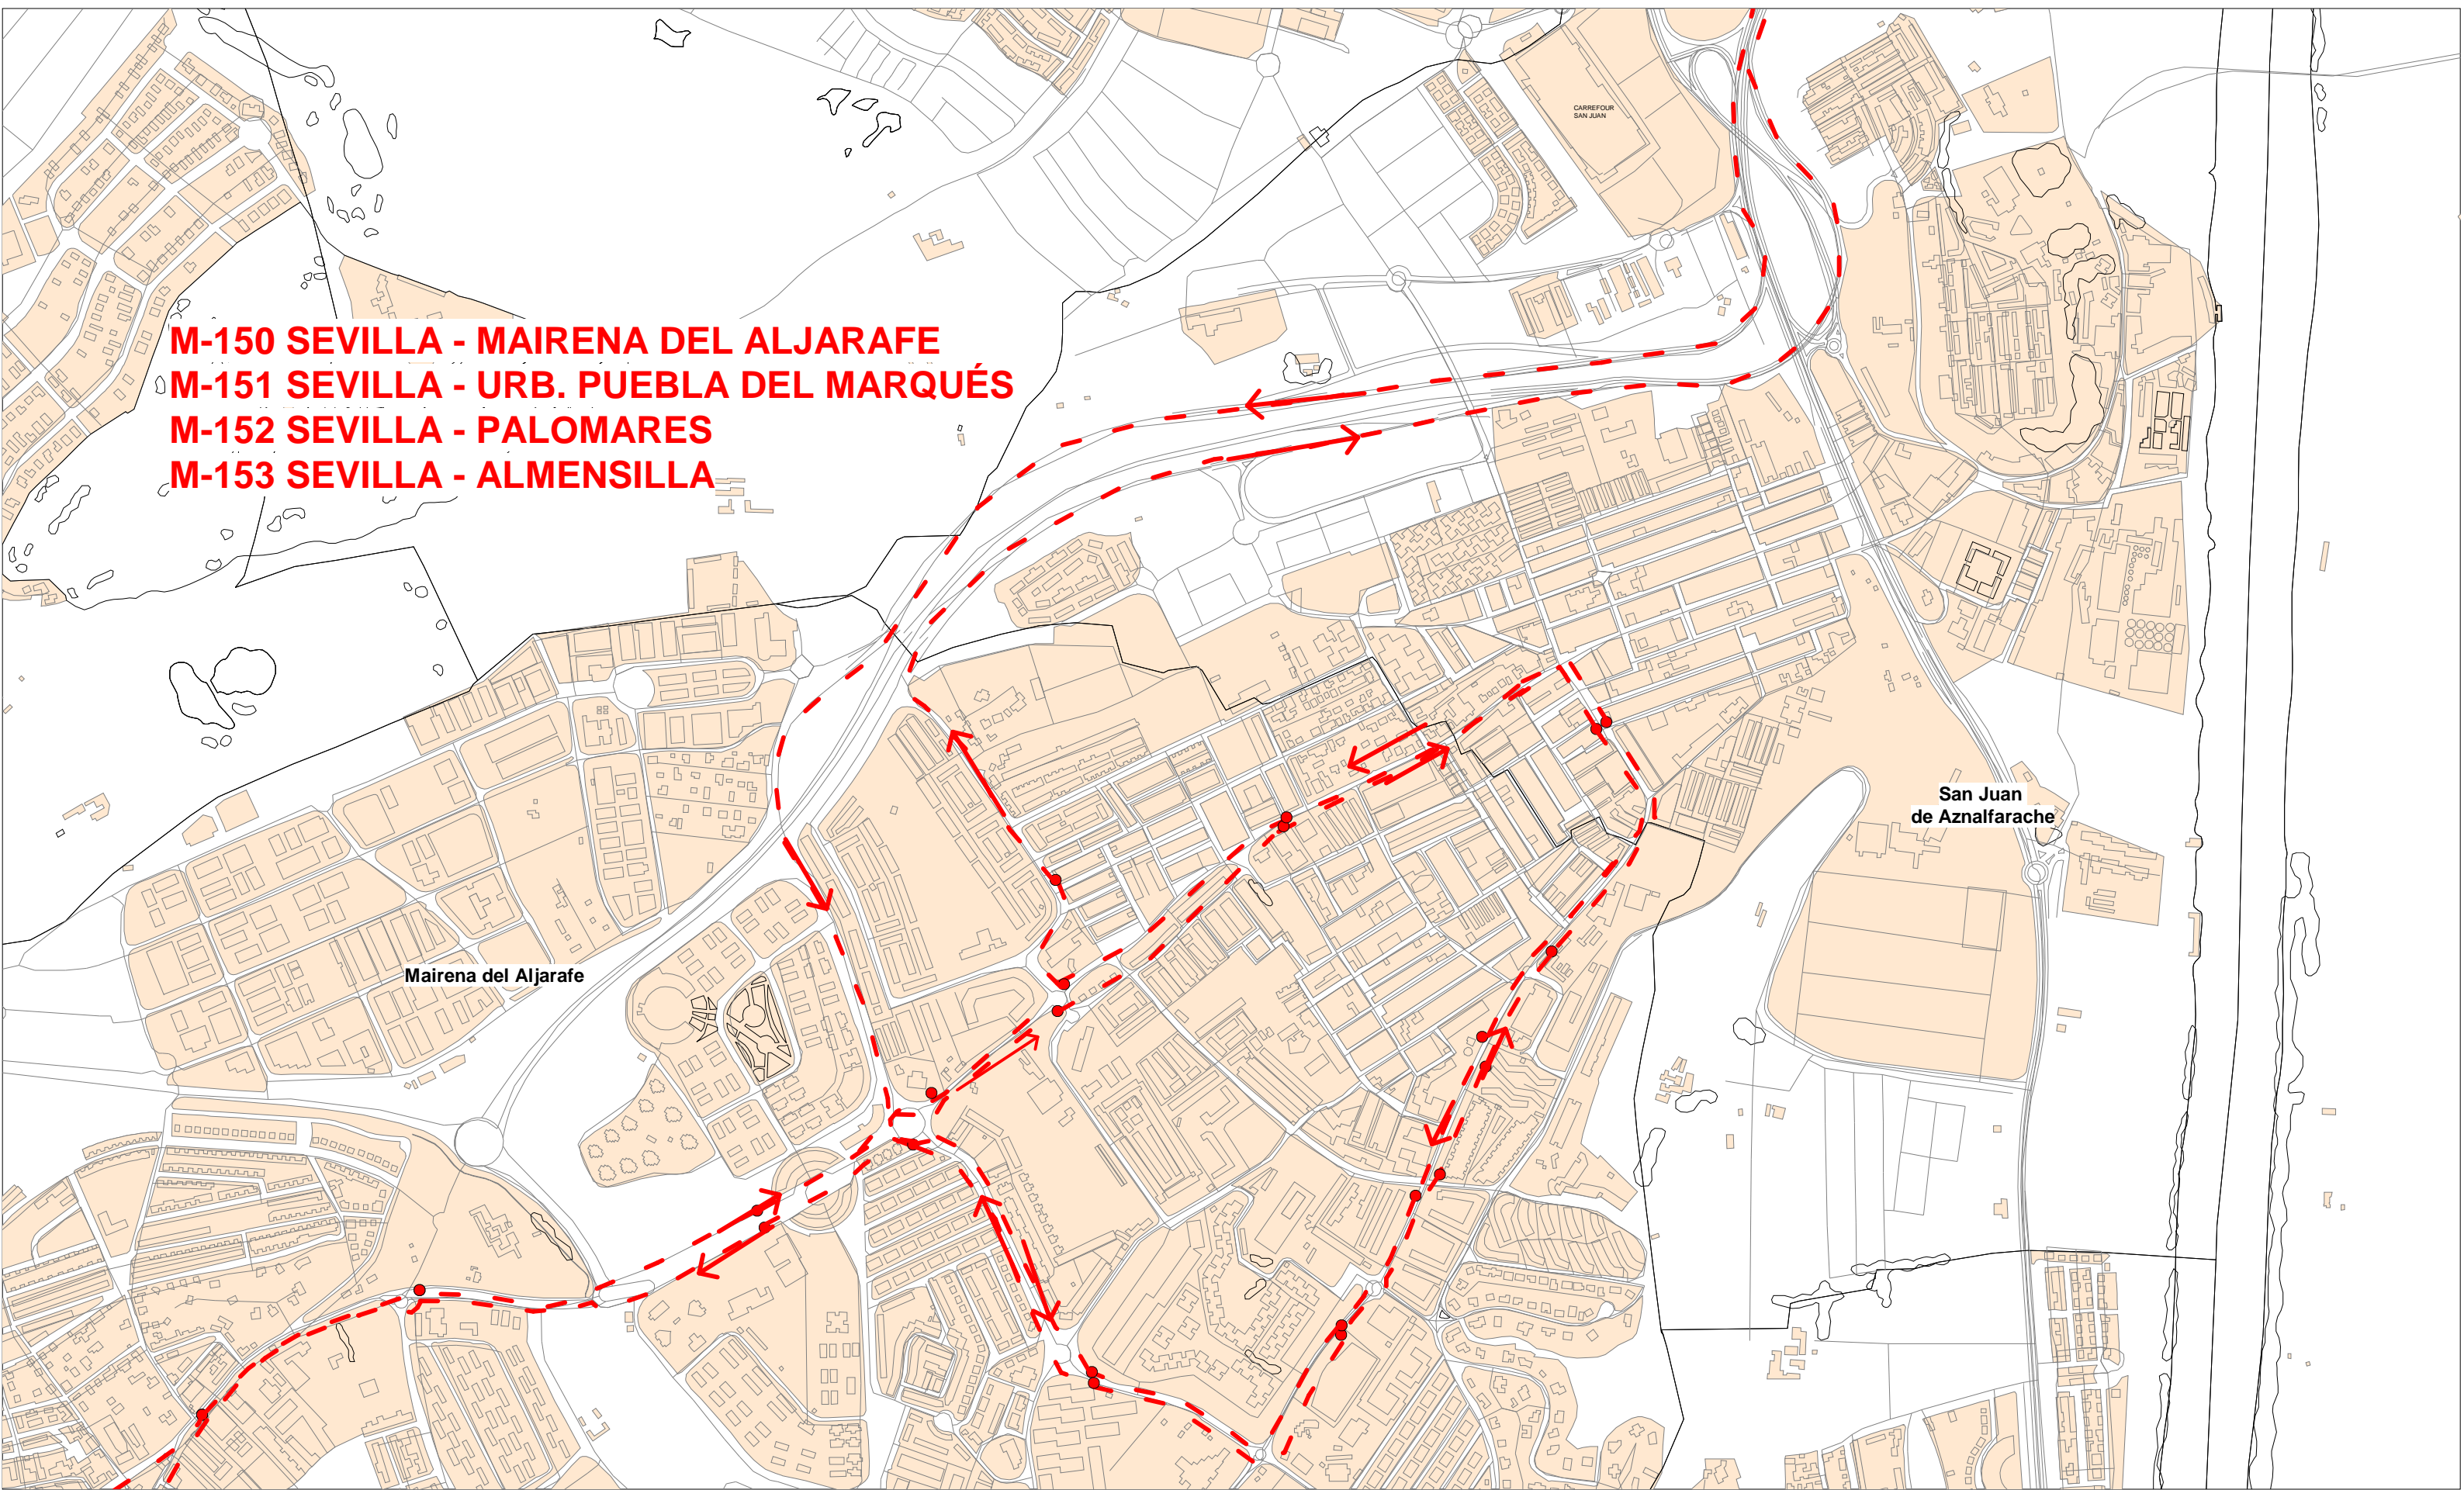 CARREFOUR
SAN JUAN
M-150 SEVILLA - MAIRENA DEL ALJARAFE
M-151 SEVILLA - URB. PUEBLA DEL MARQUÉS
M-152 SEVILLA - PALOMARES
M-153 SEVILLA - ALMENSILLA
San Juan
de Aznalfarache
Mairena del Aljarafe